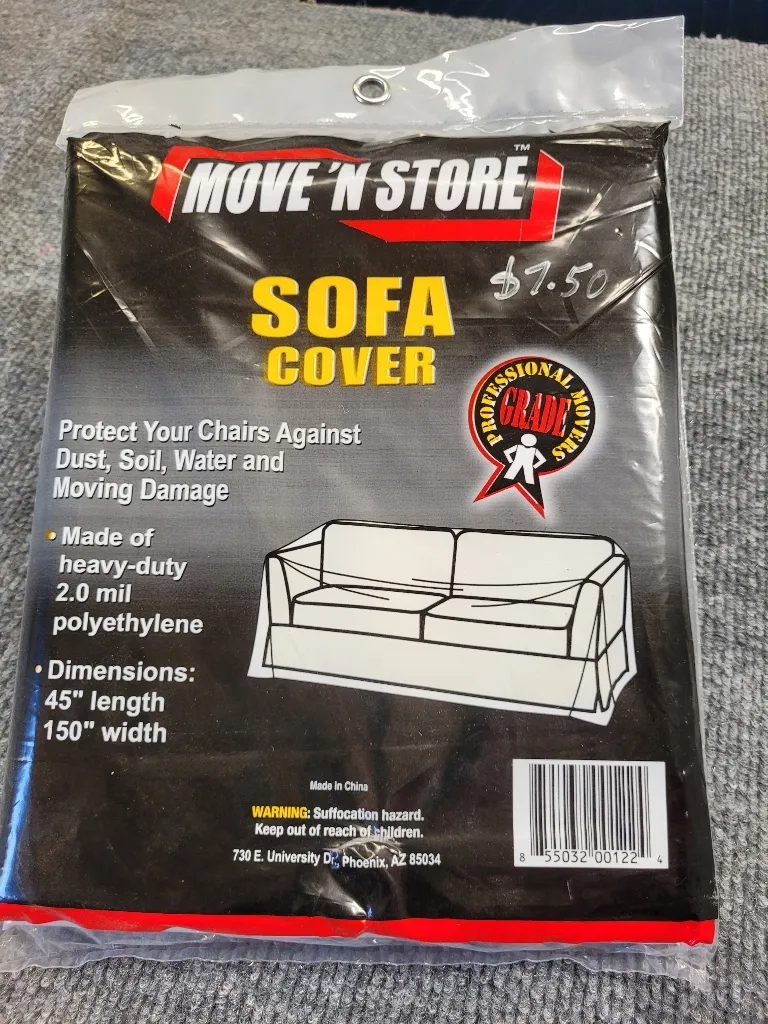 MOVE 'N STORE™
$7.50
SOFA
COVER
PROFESSIONAL MOVERS
GRADE
Protect Your Chairs Against
Dust, Soil, Water and
Moving Damage
• Made of
heavy-duty
2.0 mil
polyethylene
• Dimensions:
45" length
150" width
Made in China
WARNING: Suffocation hazard.
Keep out of reach of children.
730 E. University Dr., Phoenix, AZ 85034
8 55032 00122 4